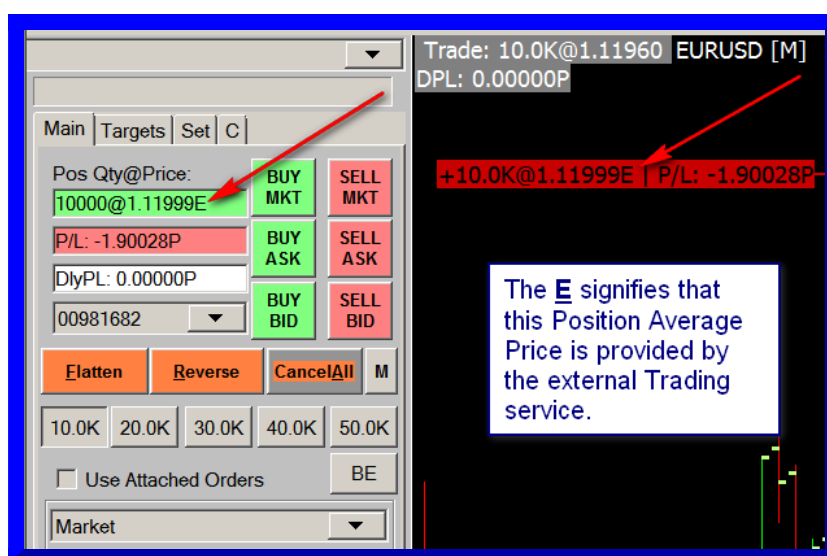 Trade: 10.0K@1.11960 EURUSD [M]
DPL: 0.00000P
Main Targets Set C
Pos Qty@Price:
10000@1.11999E
P/L: -1.90028P
DlyPL: 0.00000P
00981682
BUY MKT
SELL MKT
BUY ASK
SELL ASK
BUY BID
SELL BID
Flatten Reverse CancelAll M
10.0K 20.0K 30.0K 40.0K 50.0K
Use Attached Orders BE
Market
+10.0K@1.11999E | P/L: -1.90028P
The E signifies that
this Position Average
Price is provided by
the external Trading
service.